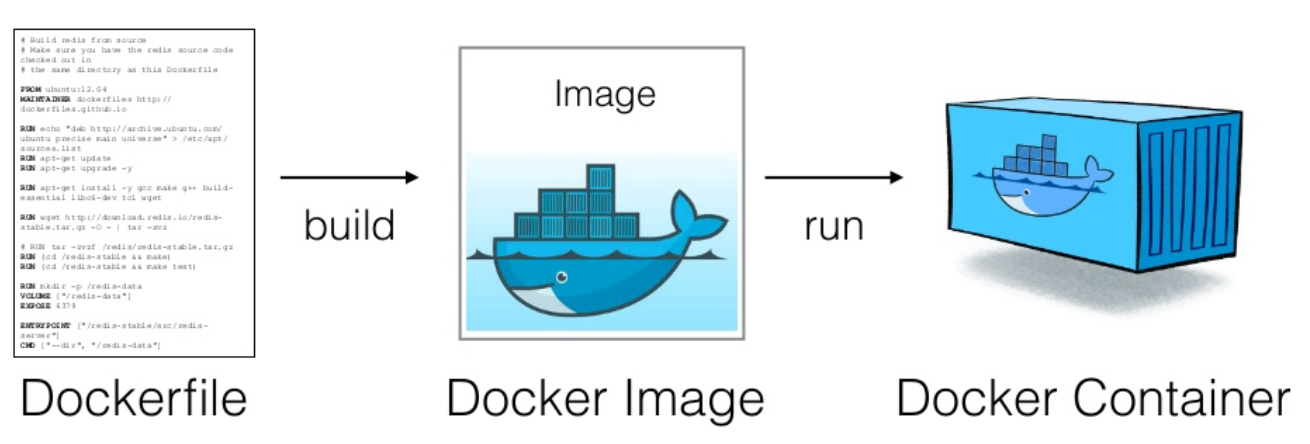 # Build redis from source
# Make sure you have the redis source code
checked out in
# the same directory as this Dockerfile
FROM ubuntu:12.04
MAINTAINER dockerfiles http://
dockerfiles.github.io
RUN echo "deb http://archive.ubuntu.com/
ubuntu precise main universe" > /etc/apt/
sources.list
RUN apt-get update
RUN apt-get upgrade -y
RUN apt-get install -y gcc make g++ build-
essential libc6-dev tcl wget
RUN wget http://download.redis.io/redis-
stable.tar.gz -O - | tar -xvz
# RUN tar -zvzf /redis/redis-stable.tar.gz
RUN (cd /redis-stable && make)
RUN (cd /redis-stable && make test)
RUN mkdir -p /redis-data
VOLUME ["/redis-data"]
EXPOSE 6379
ENTRYPOINT ["/redis-stable/src/redis-
server"]
CMD ["--dir", "/redis-data"]
Dockerfile
build
Image
Docker Image
run
Docker Container